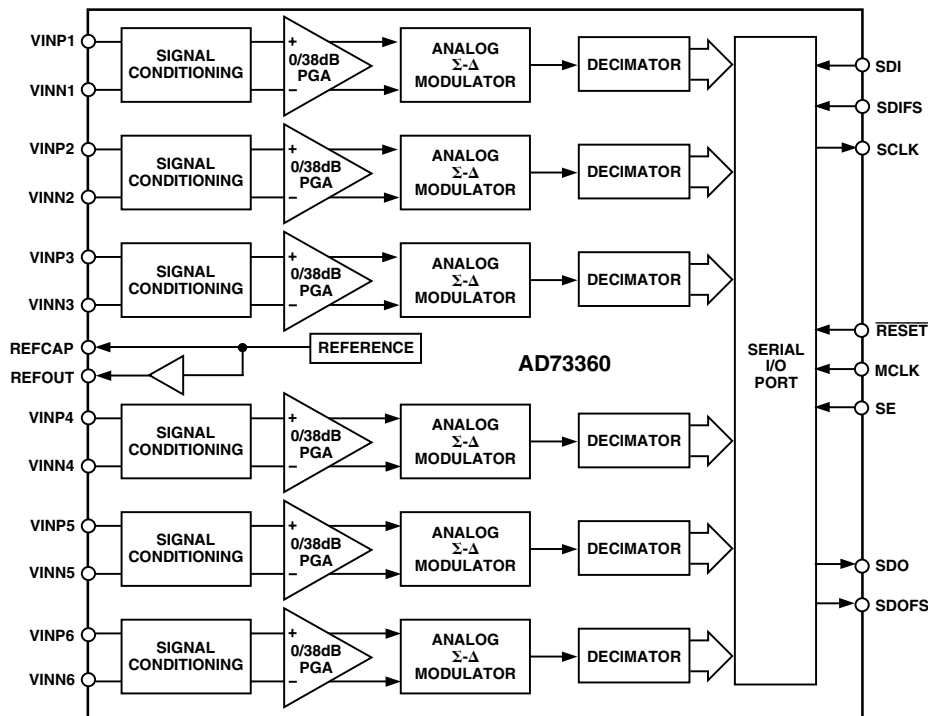 VINP1
VINN1
SIGNAL
CONDITIONING
+
0/38dB
PGA
−
ANALOG
Σ-Δ
MODULATOR
DECIMATOR
VINP2
VINN2
SIGNAL
CONDITIONING
+
0/38dB
PGA
−
ANALOG
Σ-Δ
MODULATOR
DECIMATOR
VINP3
VINN3
SIGNAL
CONDITIONING
+
0/38dB
PGA
−
ANALOG
Σ-Δ
MODULATOR
DECIMATOR
REFCAP
REFOUT
REFERENCE
AD73360
VINP4
VINN4
SIGNAL
CONDITIONING
+
0/38dB
PGA
−
ANALOG
Σ-Δ
MODULATOR
DECIMATOR
VINP5
VINN5
SIGNAL
CONDITIONING
+
0/38dB
PGA
−
ANALOG
Σ-Δ
MODULATOR
DECIMATOR
VINP6
VINN6
SIGNAL
CONDITIONING
+
0/38dB
PGA
−
ANALOG
Σ-Δ
MODULATOR
DECIMATOR
SERIAL
I/O
PORT
SDI
SDIFS
SCLK
RESET
MCLK
SE
SDO
SDOFS